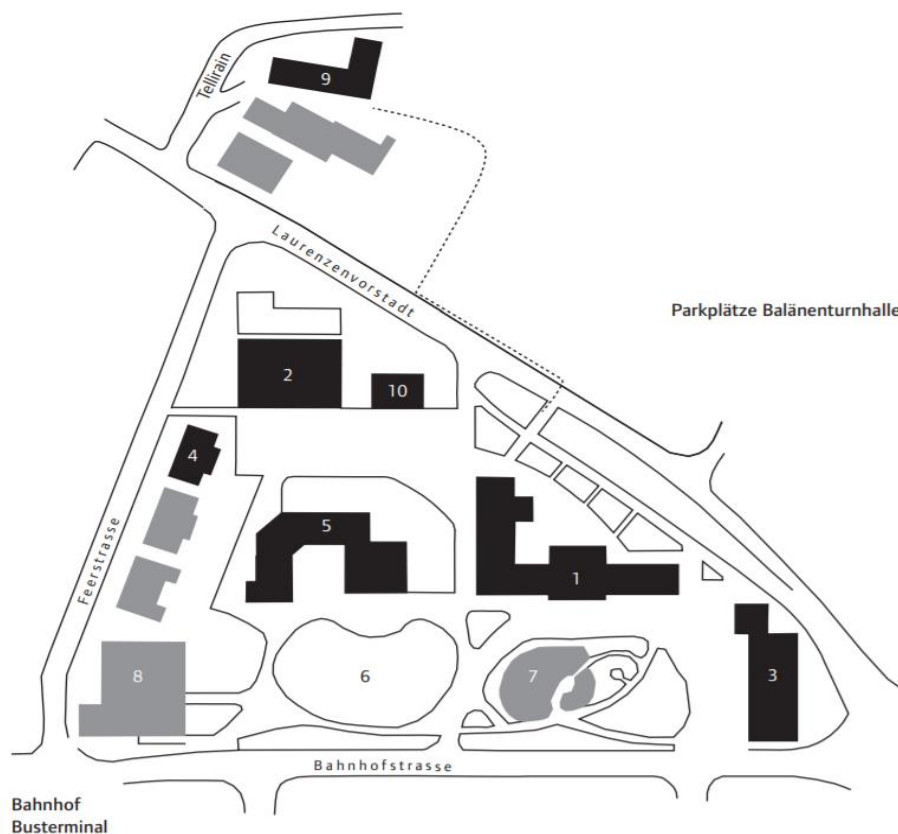 Tellirain
9
Laurenzenvorstadt
Parkplätze Balänenturnhalle
2
10
4
5
1
Feerstrasse
8
6
7
3
Bahnhofstrasse
Bahnhof
Busterminal